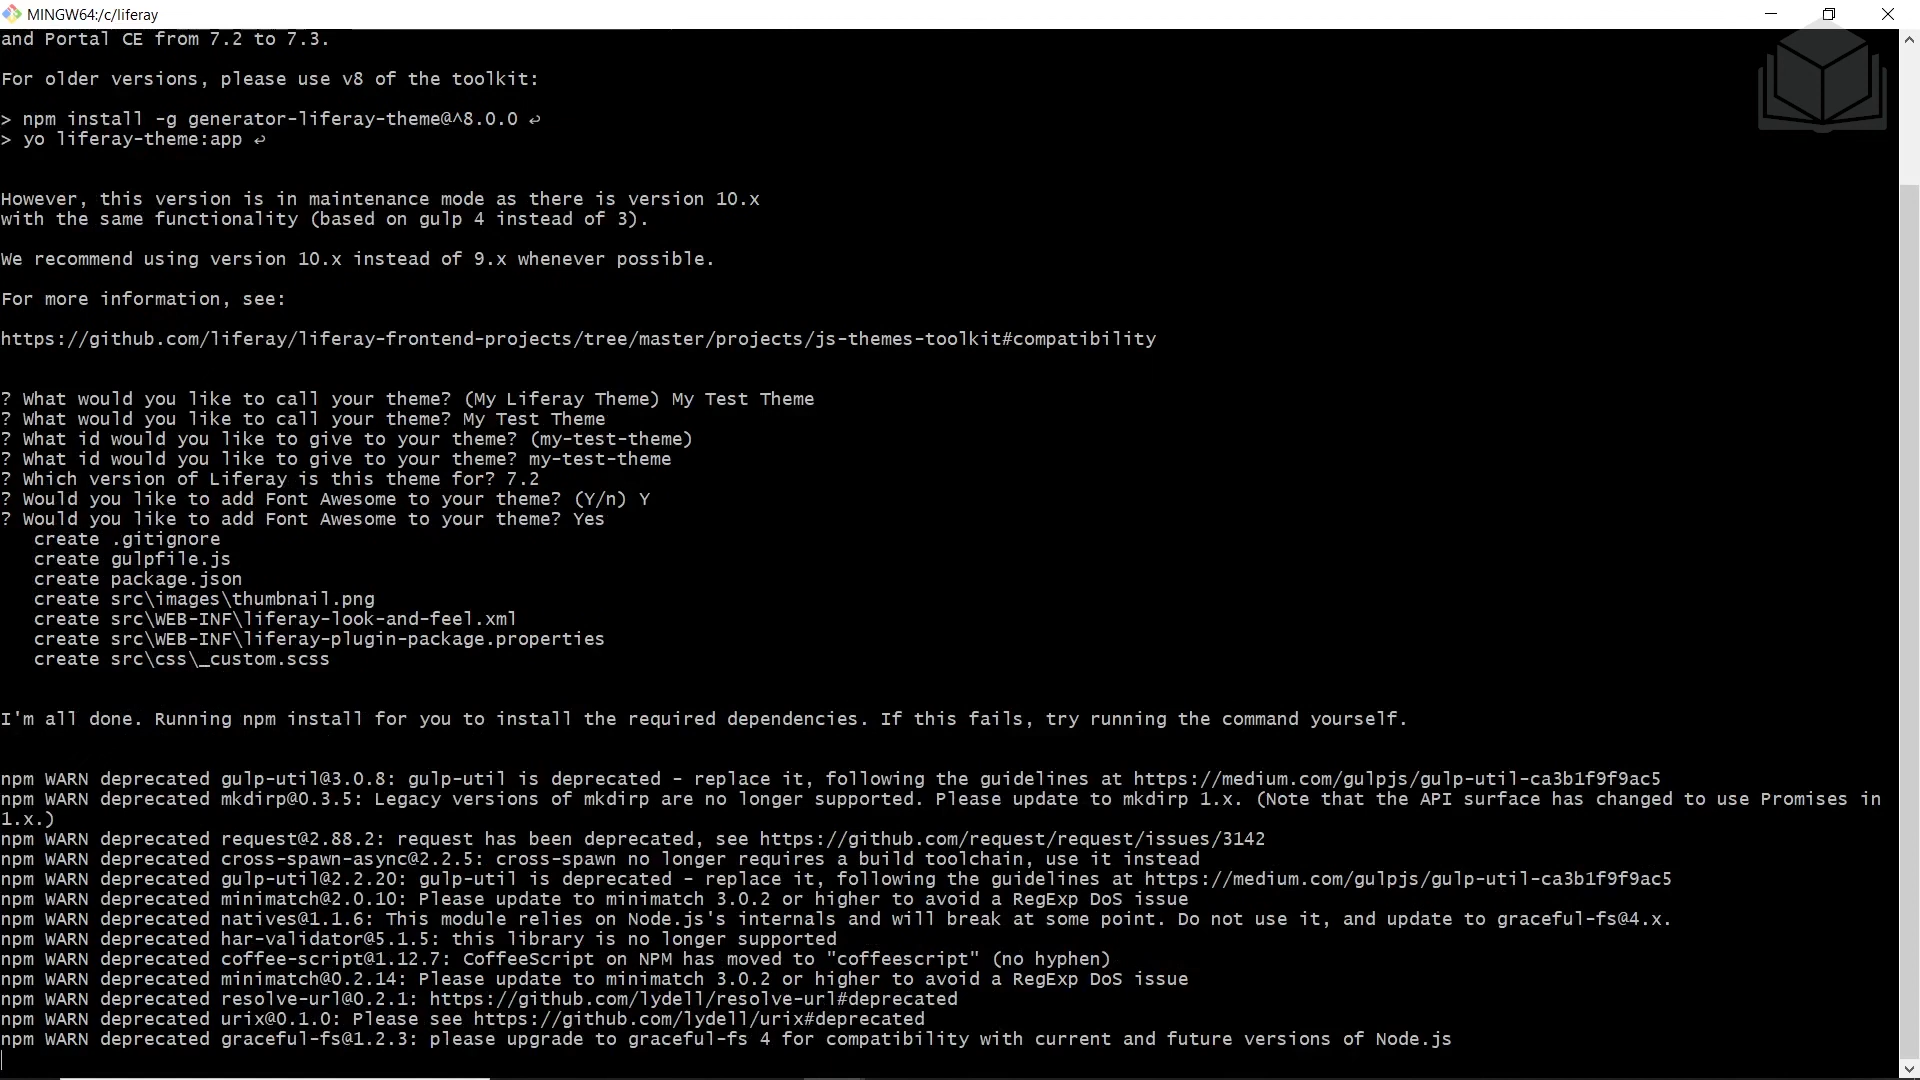 MINGW64:/c/liferay
and Portal CE from 7.2 to 7.3.
For older versions, please use v8 of the toolkit:
> npm install -g generator-liferay-theme@^8.0.0 ↩
> yo liferay-theme:app ↩
However, this version is in maintenance mode as there is version 10.x
with the same functionality (based on gulp 4 instead of 3).
We recommend using version 10.x instead of 9.x whenever possible.
For more information, see:
https://github.com/liferay/liferay-frontend-projects/tree/master/projects/js-themes-toolkit#compatibility
? What would you like to call your theme? (My Liferay Theme) My Test Theme
? What would you like to call your theme? My Test Theme
? What id would you like to give to your theme? (my-test-theme)
? What id would you like to give to your theme? my-test-theme
? Which version of Liferay is this theme for? 7.2
? Would you like to add Font Awesome to your theme? (Y/n) Y
? Would you like to add Font Awesome to your theme? Yes
create .gitignore
create gulpfile.js
create package.json
create src\images\thumbnail.png
create src\WEB-INF\liferay-look-and-feel.xml
create src\WEB-INF\liferay-plugin-package.properties
create src\css\_custom.scss
I'm all done. Running npm install for you to install the required dependencies. If this fails, try running the command yourself.
npm WARN deprecated gulp-util@3.0.8: gulp-util is deprecated - replace it, following the guidelines at https://medium.com/gulpjs/gulp-util-ca3b1f9f9ac5
npm WARN deprecated mkdirp@0.3.5: Legacy versions of mkdirp are no longer supported. Please update to mkdirp 1.x. (Note that the API surface has changed to use Promises in
1.x.)
npm WARN deprecated request@2.88.2: request has been deprecated, see https://github.com/request/request/issues/3142
npm WARN deprecated cross-spawn-async@2.2.5: cross-spawn no longer requires a build toolchain, use it instead
npm WARN deprecated gulp-util@2.2.20: gulp-util is deprecated - replace it, following the guidelines at https://medium.com/gulpjs/gulp-util-ca3b1f9f9ac5
npm WARN deprecated minimatch@2.0.10: Please update to minimatch 3.0.2 or higher to avoid a RegExp DoS issue
npm WARN deprecated natives@1.1.6: This module relies on Node.js's internals and will break at some point. Do not use it, and update to graceful-fs@4.x.
npm WARN deprecated har-validator@5.1.5: this library is no longer supported
npm WARN deprecated coffee-script@1.12.7: CoffeeScript on NPM has moved to "coffeescript" (no hyphen)
npm WARN deprecated minimatch@0.2.14: Please update to minimatch 3.0.2 or higher to avoid a RegExp DoS issue
npm WARN deprecated resolve-url@0.2.1: https://github.com/lydell/resolve-url#deprecated
npm WARN deprecated urix@0.1.0: Please see https://github.com/lydell/urix#deprecated
npm WARN deprecated graceful-fs@1.2.3: please upgrade to graceful-fs 4 for compatibility with current and future versions of Node.js